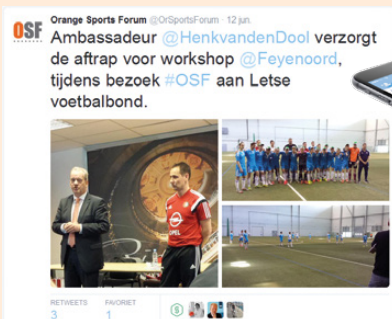 OSF
Orange Sports Forum @OrSportsForum · 12 jun.
Ambassadeur @HenkvandenDool verzorgt
de aftrap voor workshop @Feyenoord,
tijdens bezoek #OSF aan Letse
voetbalbond.
OPEL
RETWEETS FAVORIET
3 1